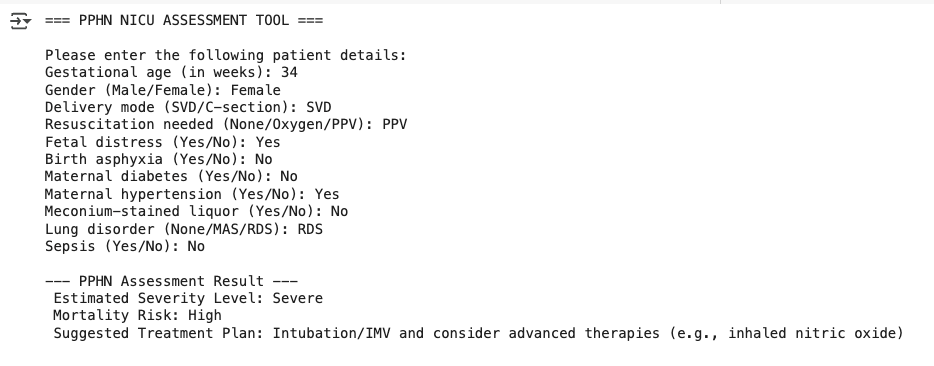 === PPHN NICU ASSESSMENT TOOL ===
Please enter the following patient details:
Gestational age (in weeks): 34
Gender (Male/Female): Female
Delivery mode (SVD/C-section): SVD
Resuscitation needed (None/Oxygen/PPV): PPV
Fetal distress (Yes/No): Yes
Birth asphyxia (Yes/No): No
Maternal diabetes (Yes/No): No
Maternal hypertension (Yes/No): Yes
Meconium-stained liquor (Yes/No): No
Lung disorder (None/MAS/RDS): RDS
Sepsis (Yes/No): No
--- PPHN Assessment Result ---
Estimated Severity Level: Severe
Mortality Risk: High
Suggested Treatment Plan: Intubation/IMV and consider advanced therapies (e.g., inhaled nitric oxide)